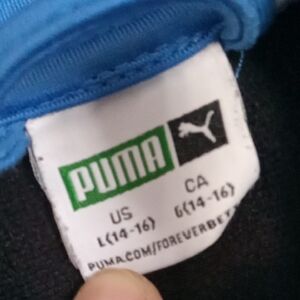 PUMA
US CA
L(14-16) G(14-16)
PUMA.COM/FOREVERBET